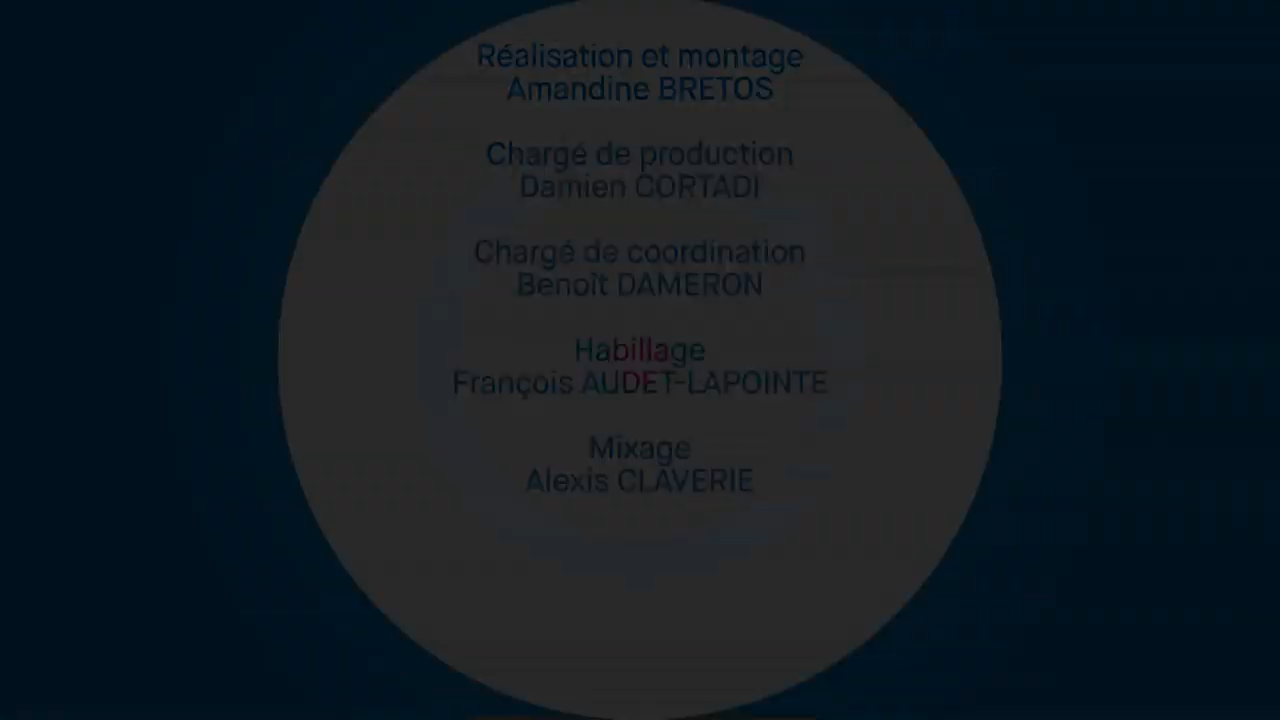 Réalisation et montage
Amandine BRETOS
Chargé de production
Damien CORTADI
Chargé de coordination
Benoît DAMERON
Habillage
François AUDET-LAPOINTE
Mixage
Alexis CLAVERIE